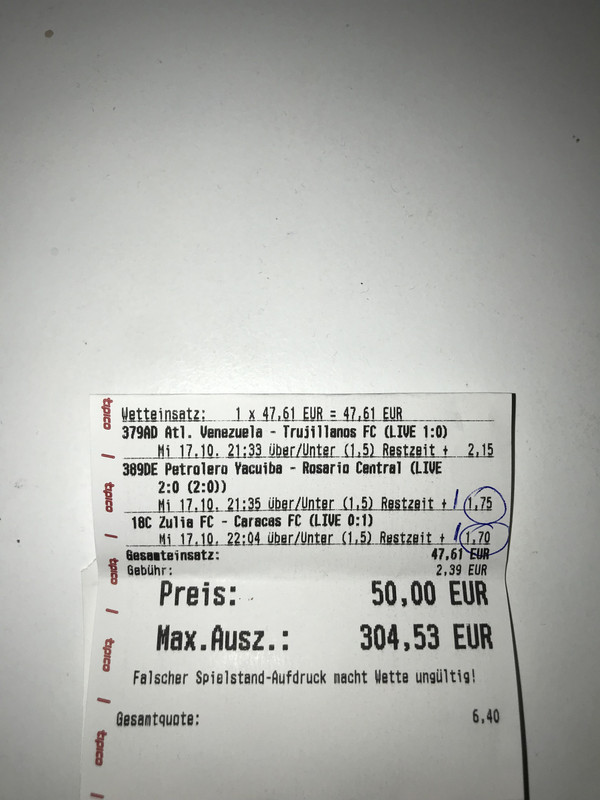 Wetteinsatz: 1 x 47,61 EUR = 47,61 EUR
379AD Atl. Venezuela - Trujillanos FC (LIVE 1:0)
Mi 17.10. 21:33 Über/Unter (1,5) Restzeit + 2,15
389DE Petrolero Yacuiba - Rosario Central (LIVE
2:0 (2:0))
Mi 17.10. 21:35 Über/Unter (1,5) Restzeit + 1,75
18C Zulia FC - Caracas FC (LIVE 0:1)
Mi 17.10. 22:04 Über/Unter (1,5) Restzeit + 1,70
Gesamteinsatz: 47,61 EUR
Gebühr: 2,39 EUR
Preis: 50,00 EUR
Max.Ausz.: 304,53 EUR
Falscher Spielstand-Aufdruck macht Wette ungültig!
Gesamtquote: 6,40
tipico
tipico
tipico
tipico
tipico